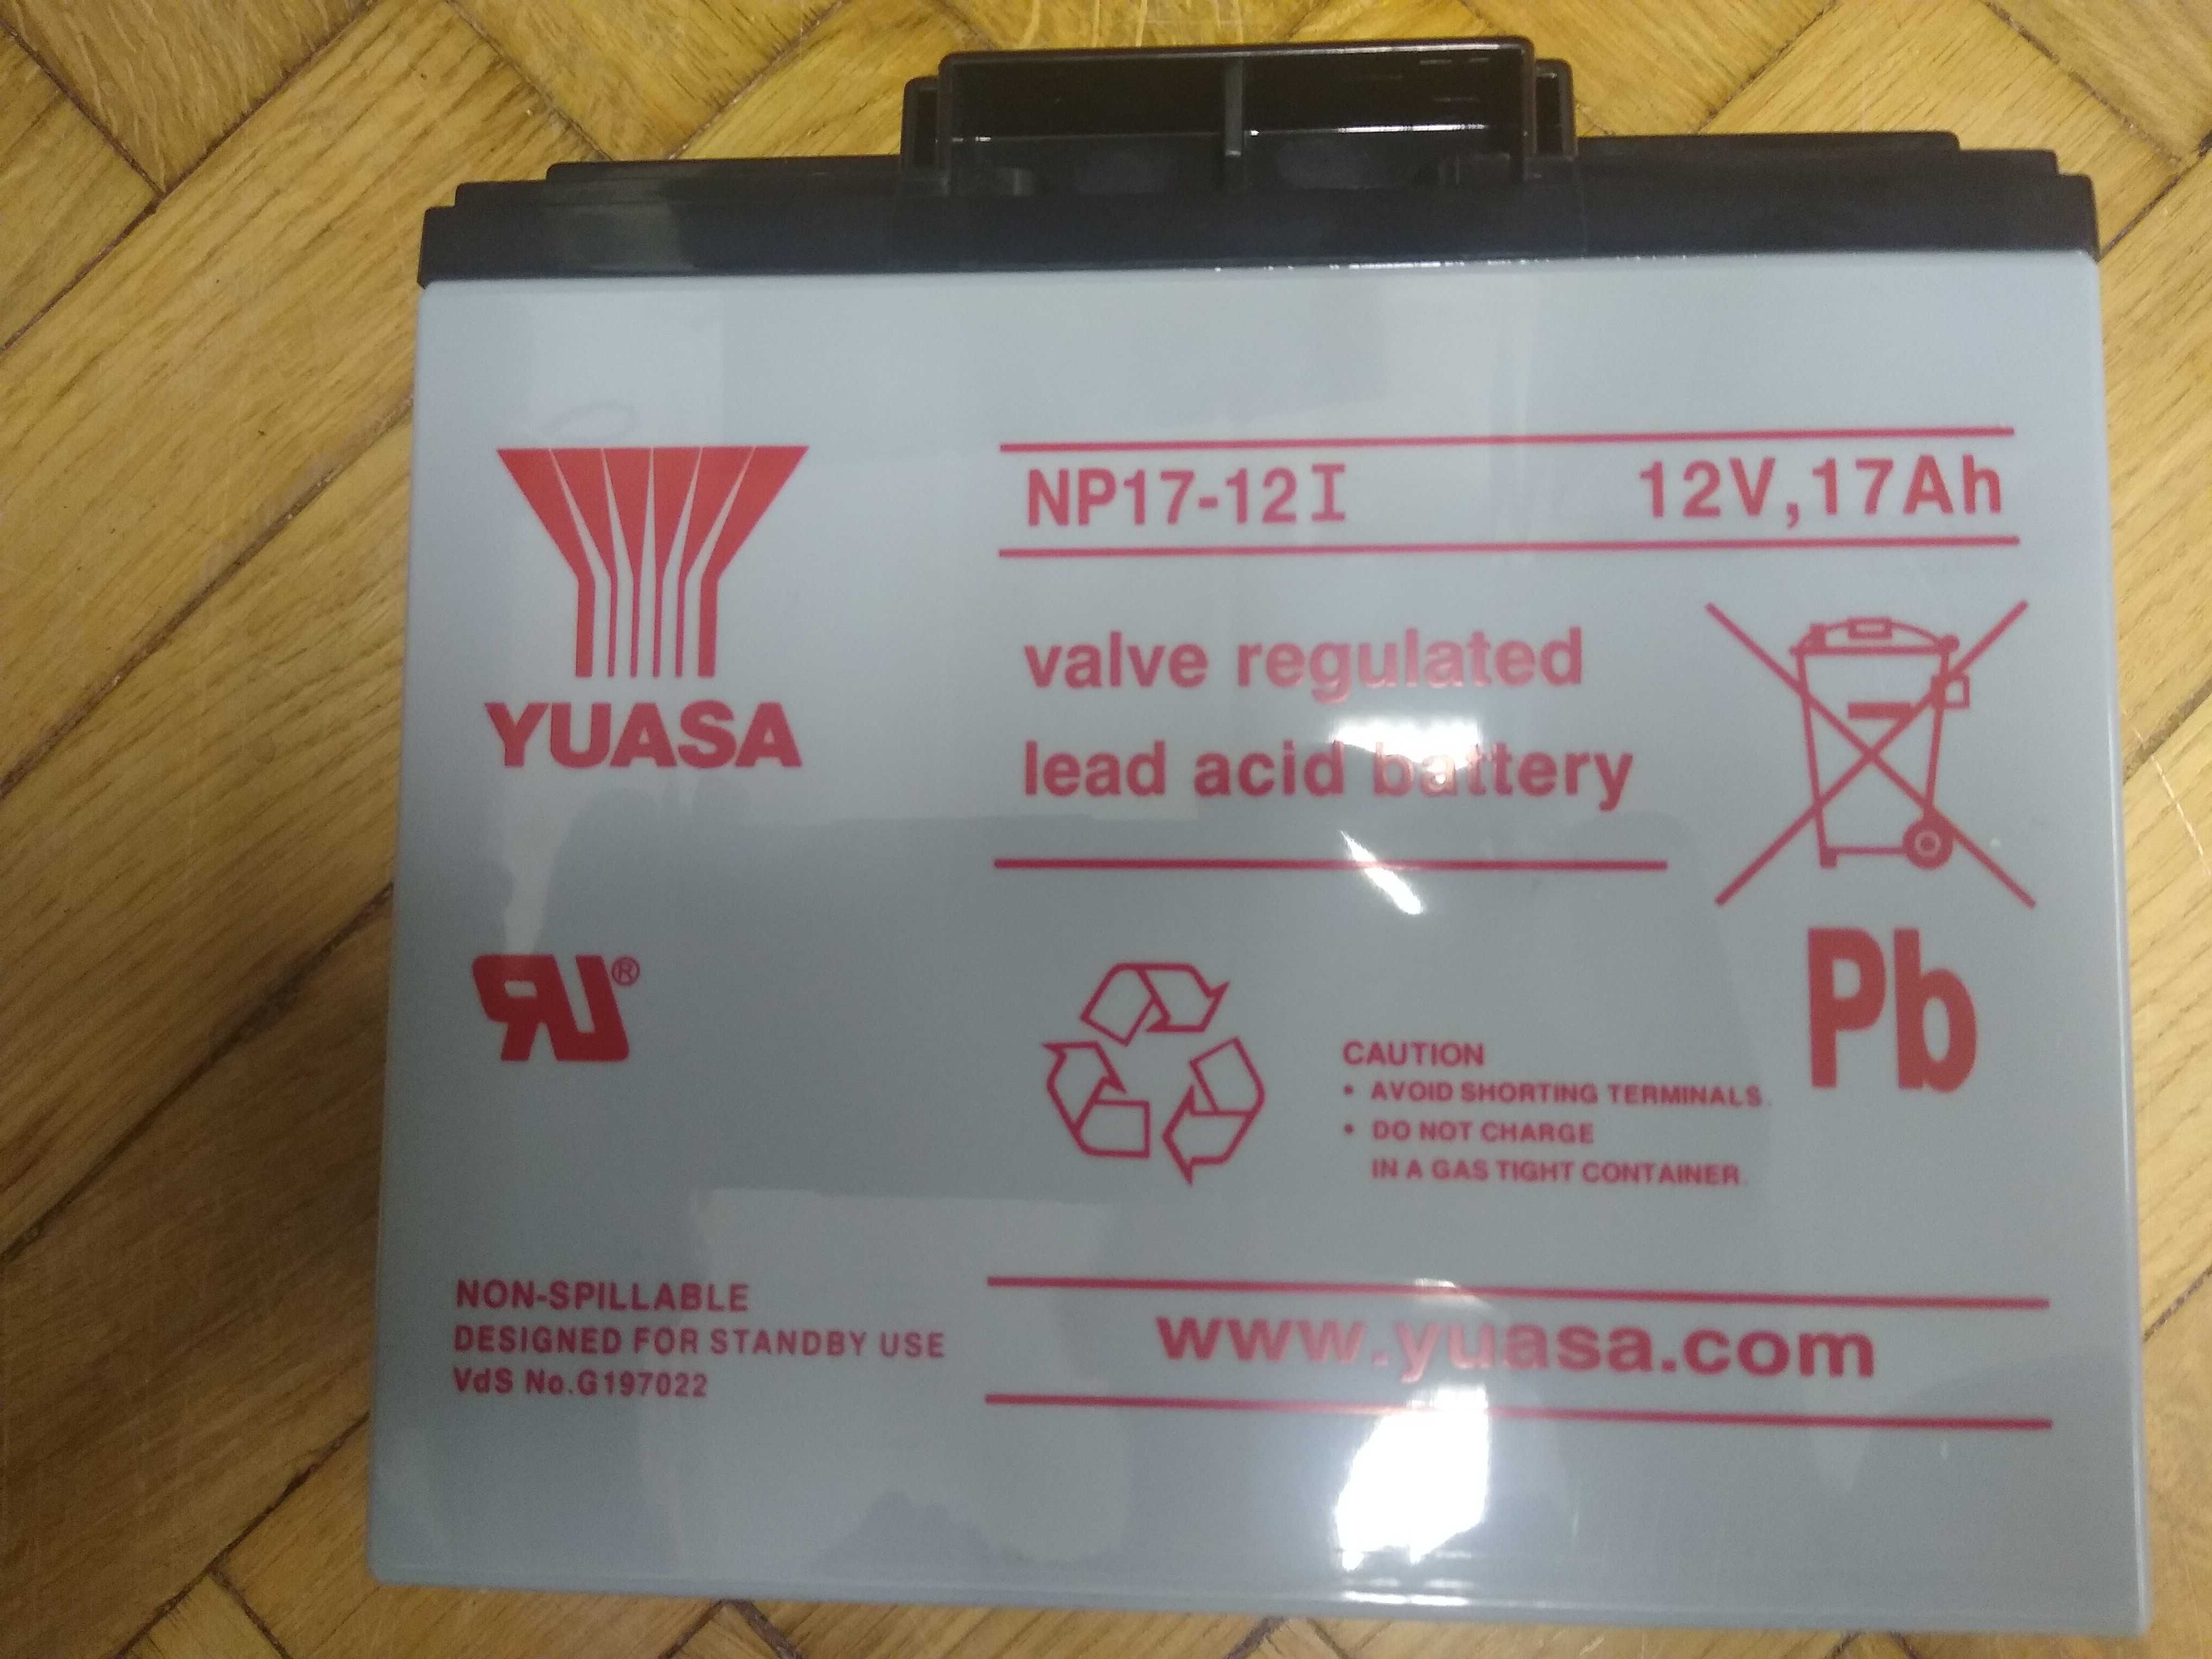 NP17-12I 12V,17Ah
YUASA
valve regulated
lead acid battery
Pb
RU®
CAUTION
• AVOID SHORTING TERMINALS.
• DO NOT CHARGE
IN A GAS TIGHT CONTAINER.
NON-SPILLABLE
DESIGNED FOR STANDBY USE
VdS No.G197022
www.yuasa.com